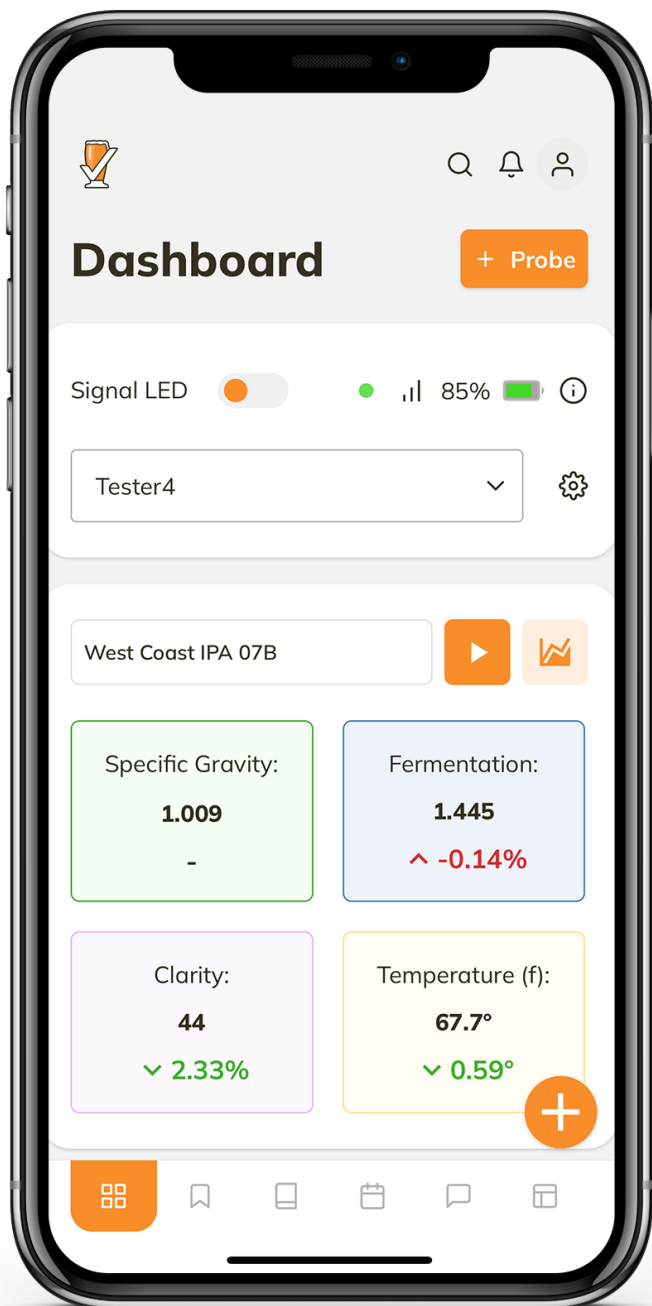 Dashboard
+ Probe
Signal LED
85%
Tester4
West Coast IPA 07B
Specific Gravity:
1.009
-
Fermentation:
1.445
-0.14%
Clarity:
44
2.33%
Temperature (f):
67.7°
0.59°